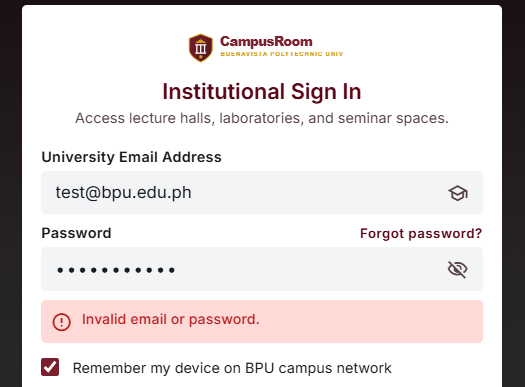 CampusRoom
BUENAVISTA POLYTECHNIC UNIV
Institutional Sign In
Access lecture halls, laboratories, and seminar spaces.
University Email Address
test@bpu.edu.ph
Password
Forgot password?
•••••••••••
Invalid email or password.
Remember my device on BPU campus network